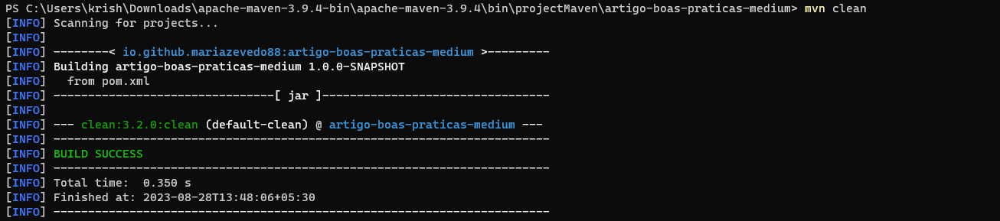 PS C:\Users\krish\Downloads\apache-maven-3.9.4-bin\apache-maven-3.9.4\bin\projectMaven\artigo-boas-praticas-medium> mvn clean
[INFO] Scanning for projects...
[INFO]
[INFO] --------< io.github.mariazevedo88:artigo-boas-praticas-medium >---------
[INFO] Building artigo-boas-praticas-medium 1.0.0-SNAPSHOT
[INFO]   from pom.xml
[INFO] --------------------------------[ jar ]---------------------------------
[INFO]
[INFO] --- clean:3.2.0:clean (default-clean) @ artigo-boas-praticas-medium ---
[INFO] ------------------------------------------------------------------------
[INFO] BUILD SUCCESS
[INFO] ------------------------------------------------------------------------
[INFO] Total time:  0.350 s
[INFO] Finished at: 2023-08-28T13:48:06+05:30
[INFO] ------------------------------------------------------------------------